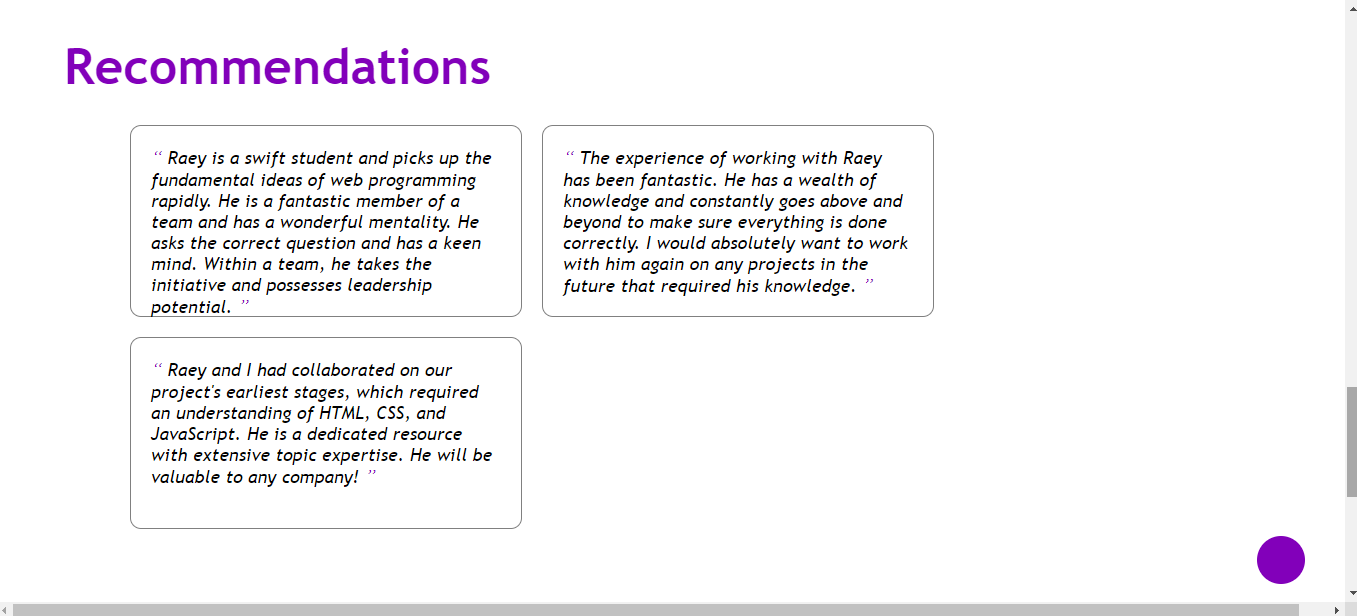 Recommendations
“ Raey is a swift student and picks up the
fundamental ideas of web programming
rapidly. He is a fantastic member of a
team and has a wonderful mentality. He
asks the correct question and has a keen
mind. Within a team, he takes the
initiative and possesses leadership
potential. ”
“ The experience of working with Raey
has been fantastic. He has a wealth of
knowledge and constantly goes above and
beyond to make sure everything is done
correctly. I would absolutely want to work
with him again on any projects in the
future that required his knowledge. ”
“ Raey and I had collaborated on our
project's earliest stages, which required
an understanding of HTML, CSS, and
JavaScript. He is a dedicated resource
with extensive topic expertise. He will be
valuable to any company! ”